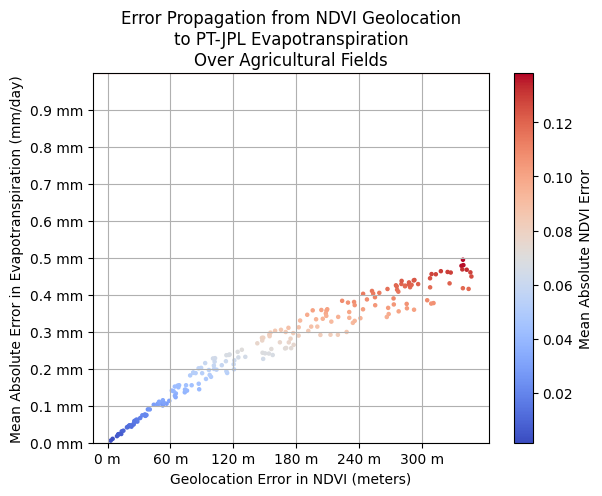 Error Propagation from NDVI Geolocation
to PT-JPL Evapotranspiration
Over Agricultural Fields
Mean Absolute Error in Evapotranspiration (mm/day)
0.9 mm
0.8 mm
0.7 mm
0.6 mm
0.5 mm
0.4 mm
0.3 mm
0.2 mm
0.1 mm
0.0 mm
0 m
60 m
120 m
180 m
240 m
300 m
Geolocation Error in NDVI (meters)
0.12
0.10
0.08
0.06
0.04
0.02
Mean Absolute NDVI Error